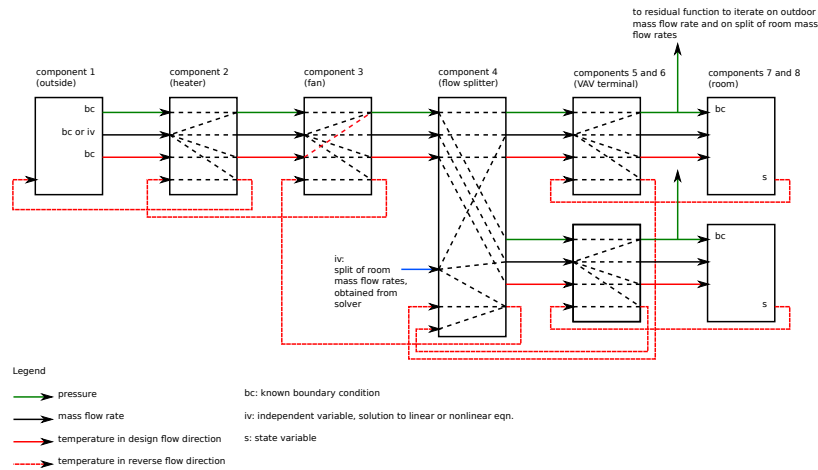 to residual function to iterate on outdoor
mass flow rate and on split of room mass
flow rates
component 1
(outside)
component 2
(heater)
component 3
(fan)
component 4
(flow splitter)
components 5 and 6
(VAV terminal)
components 7 and 8
(room)
bc
bc or iv
bc
bc
s
bc
s
iv:
split of room
mass flow rates,
obtained from
solver
Legend
pressure
mass flow rate
temperature in design flow direction
temperature in reverse flow direction
bc: known boundary condition
iv: independent variable, solution to linear or nonlinear eqn.
s: state variable